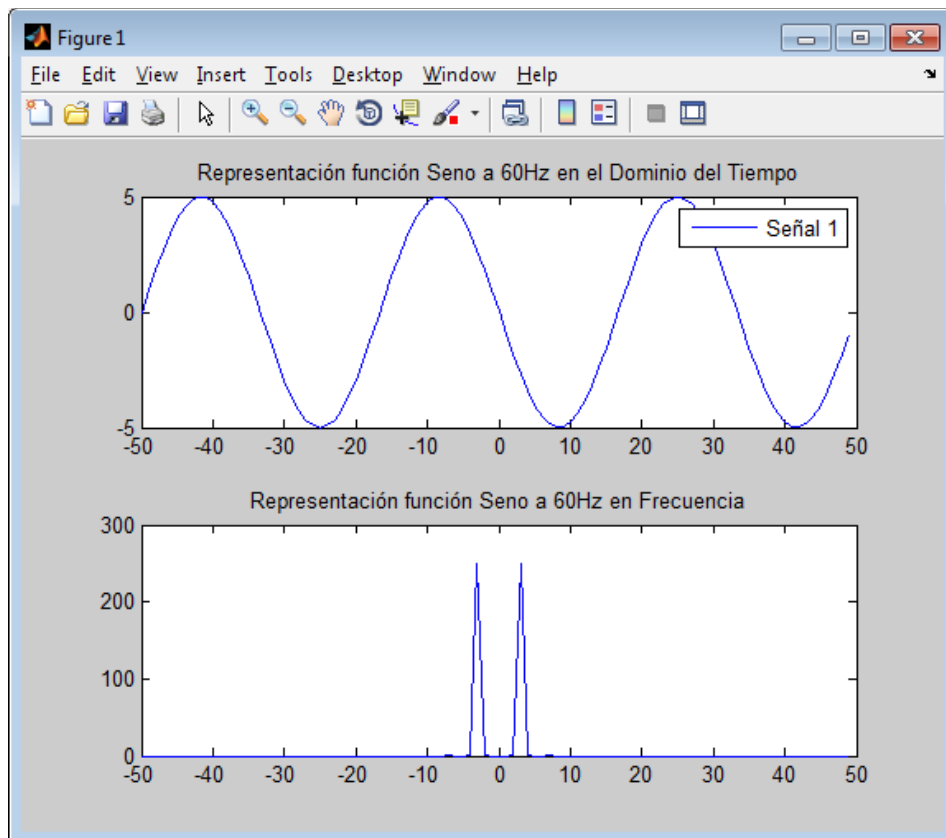 Figure 1
File Edit View Insert Tools Desktop Window Help
Representación función Seno a 60Hz en el Dominio del Tiempo
5
Señal 1
0
-5
-50 -40 -30 -20 -10 0 10 20 30 40 50
Representación función Seno a 60Hz en Frecuencia
300
200
100
0
-50 -40 -30 -20 -10 0 10 20 30 40 50